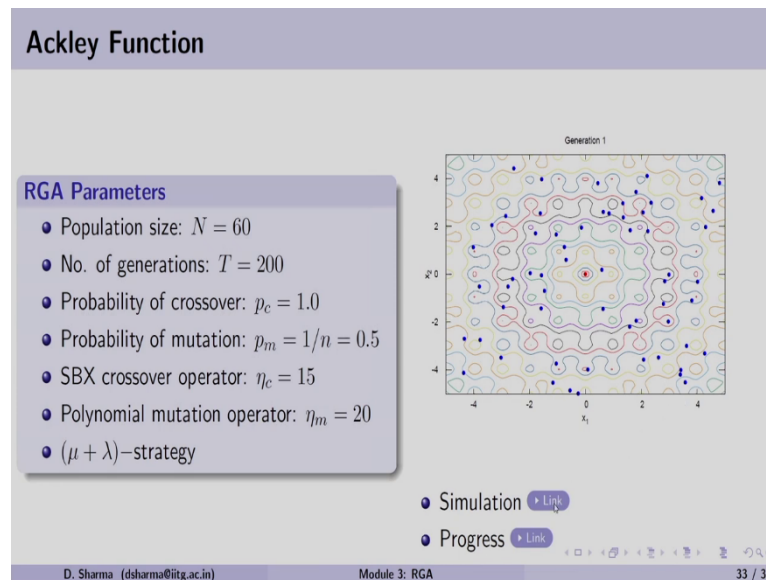 Ackley Function
RGA Parameters
Population size: N = 60
No. of generations: T = 200
Probability of crossover: p_c = 1.0
Probability of mutation: p_m = 1/n = 0.5
SBX crossover operator: η_c = 15
Polynomial mutation operator: η_m = 20
(μ + λ)−strategy
Generation 1
4
2
0
-2
-4
x_2
-4
-2
0
2
4
x_1
Simulation Link
Progress Link
D. Sharma (dsharma@iitg.ac.in)
Module 3: RGA
33 / 3